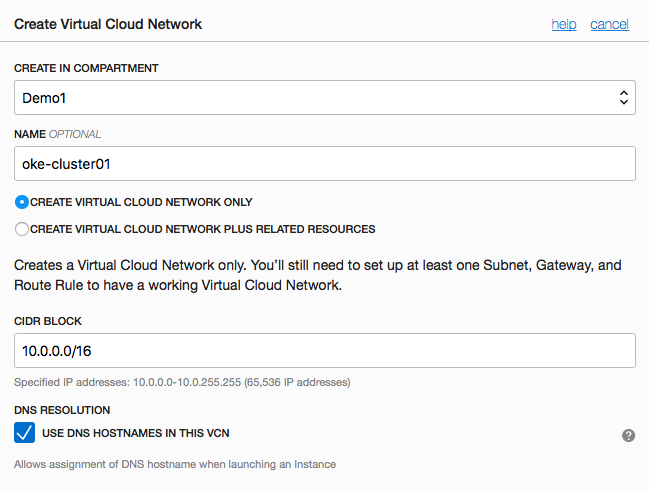 Create Virtual Cloud Network help cancel
CREATE IN COMPARTMENT
Demo1
NAME OPTIONAL
oke-cluster01
CREATE VIRTUAL CLOUD NETWORK ONLY
CREATE VIRTUAL CLOUD NETWORK PLUS RELATED RESOURCES
Creates a Virtual Cloud Network only. You'll still need to set up at least one Subnet, Gateway, and
Route Rule to have a working Virtual Cloud Network.
CIDR BLOCK
10.0.0.0/16
Specified IP addresses: 10.0.0.0-10.0.255.255 (65,536 IP addresses)
DNS RESOLUTION
USE DNS HOSTNAMES IN THIS VCN ?
Allows assignment of DNS hostname when launching an Instance